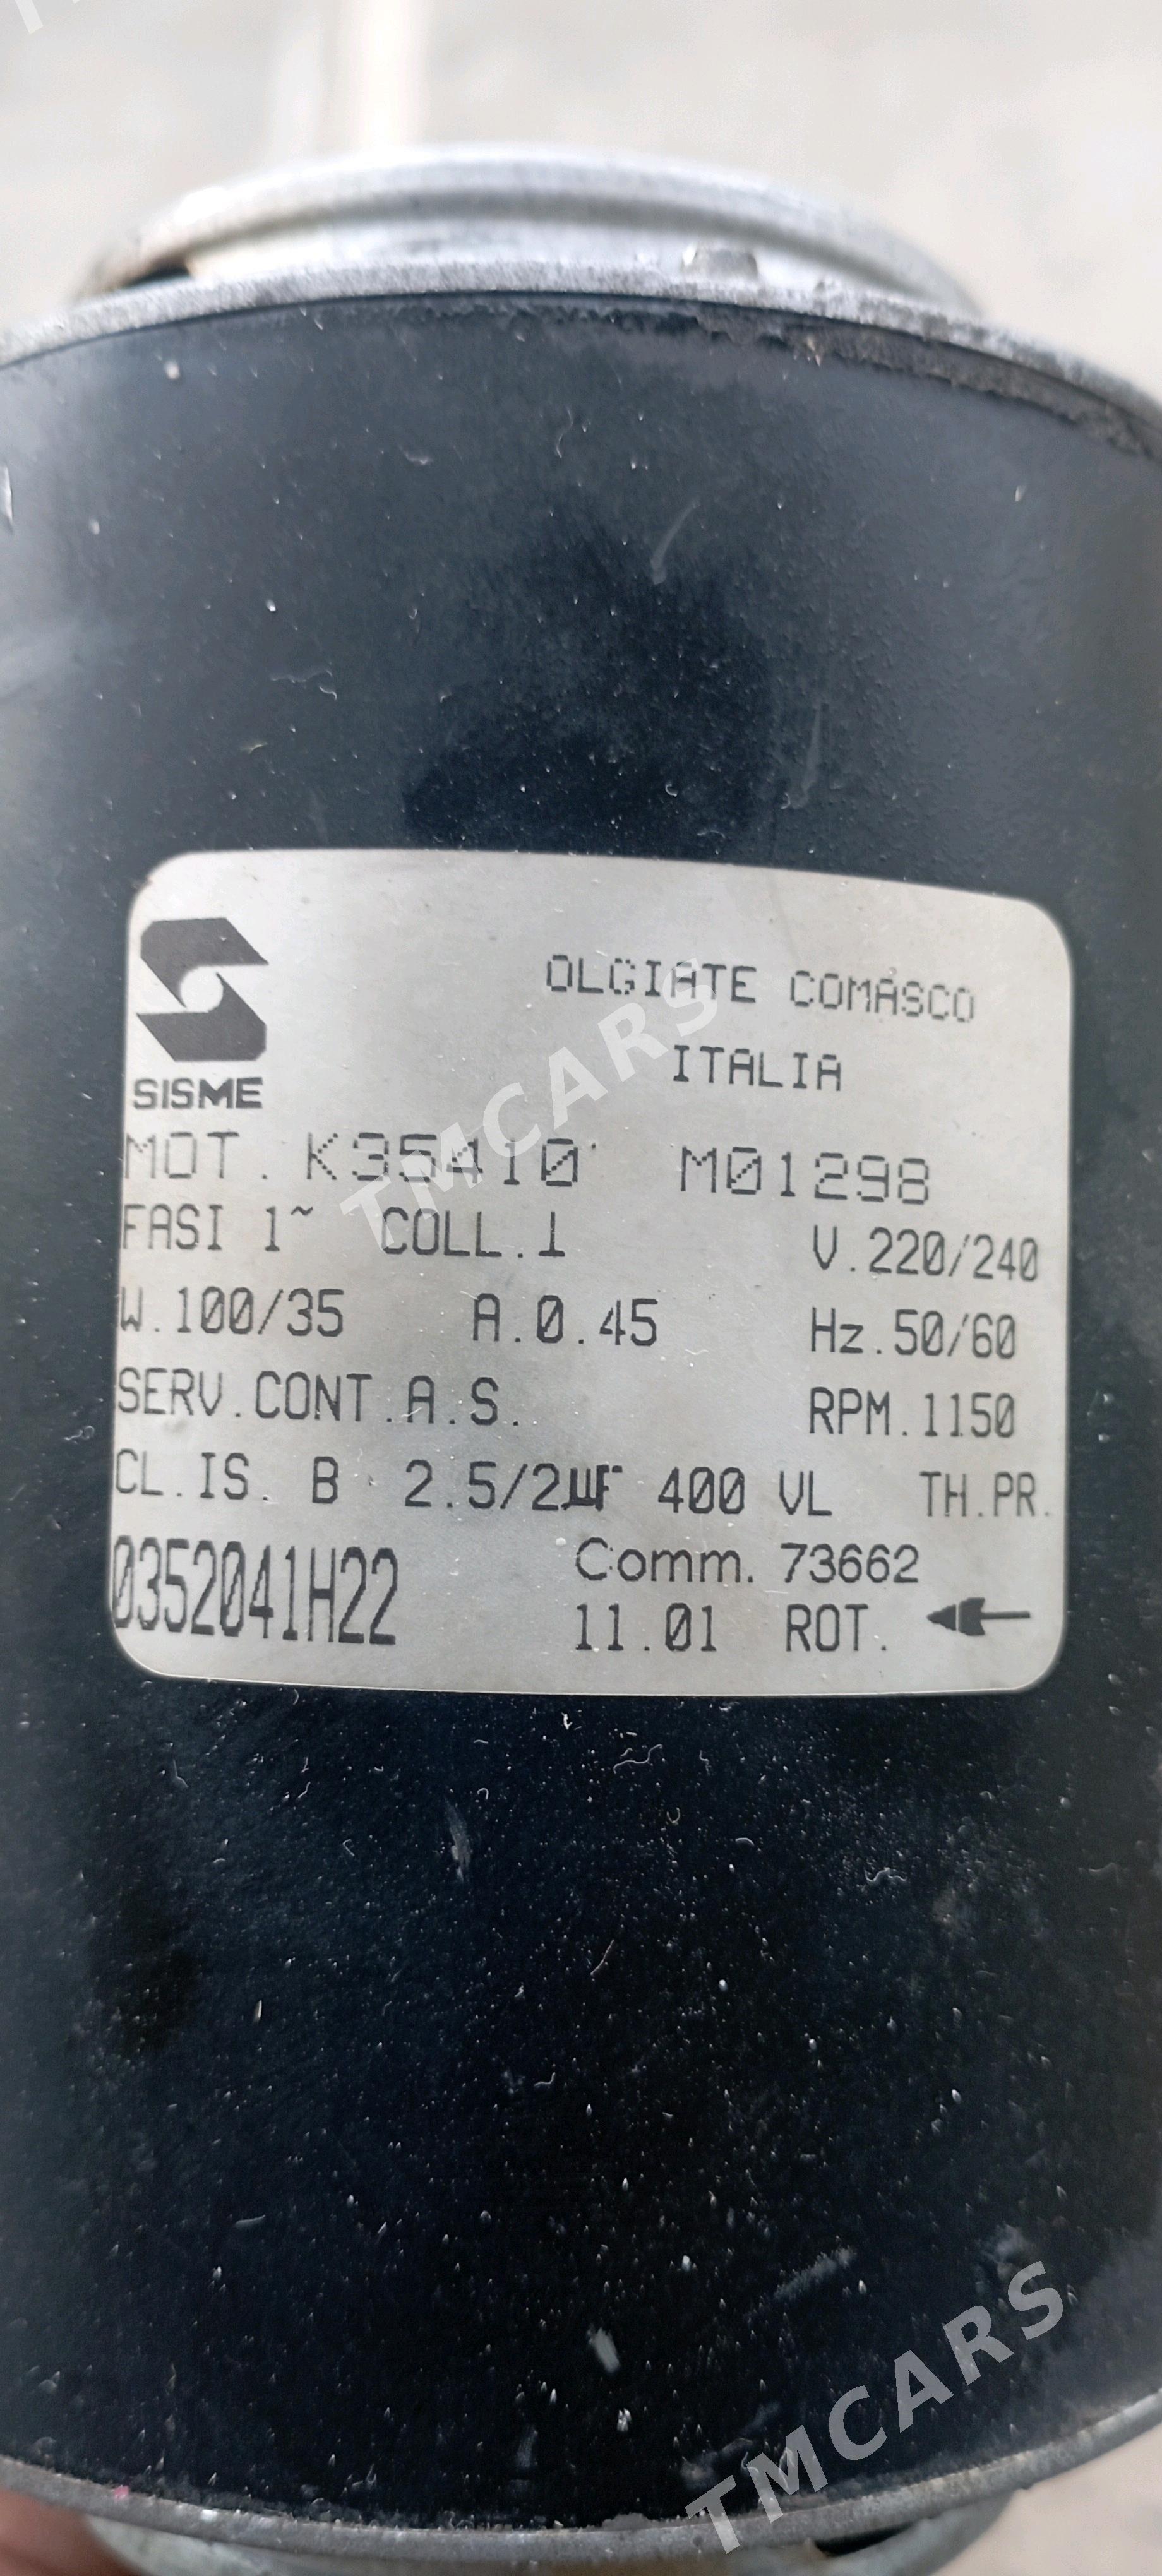 SISME
OLGIATE COMASCO
ITALIA
MOT. K35410 M01298
FASI 1~ COLL.1 V.220/240
W.100/35 A.0.45 Hz.50/60
SERV.CONT.A.S. RPM.1150
CL.IS. B 2.5/2µF 400 VL TH.PR.
0352041H22 Comm. 73662
11.01 ROT.
TMCARS
TMCARS